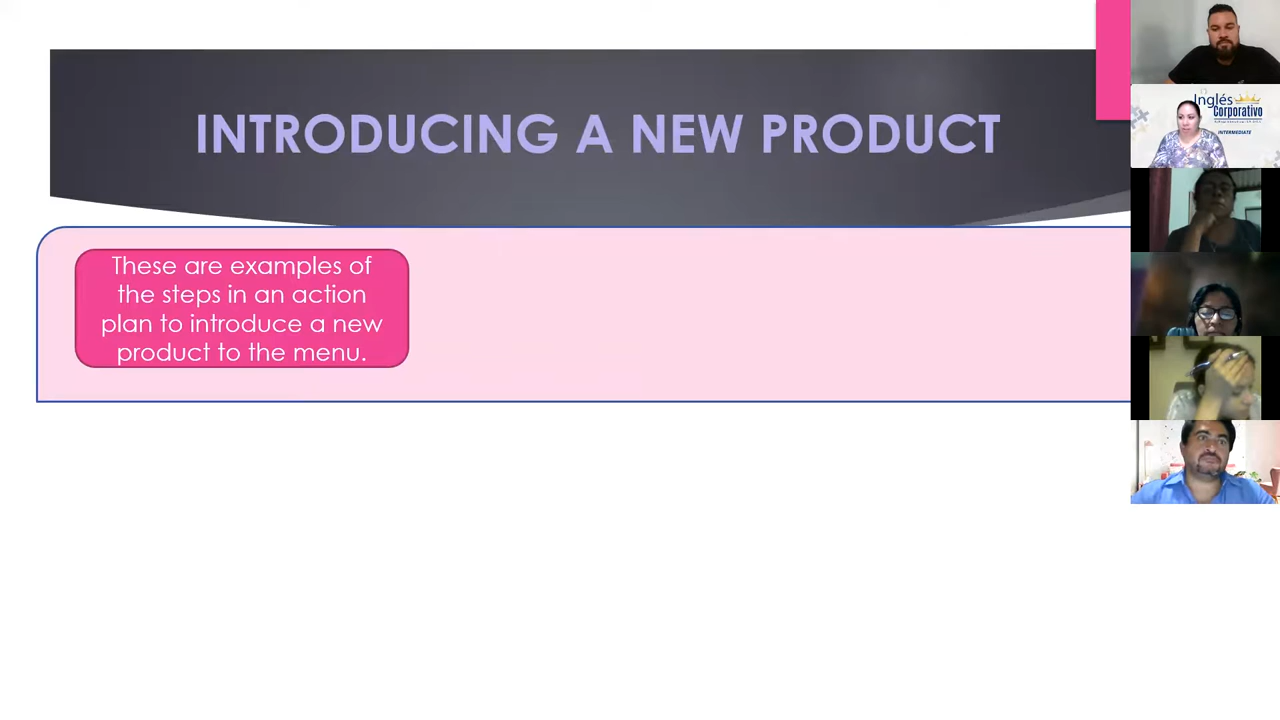 INTRODUCING A NEW PRODUCT
These are examples of
the steps in an action
plan to introduce a new
product to the menu.
Inglés
Corporativo
INTERMEDIATE